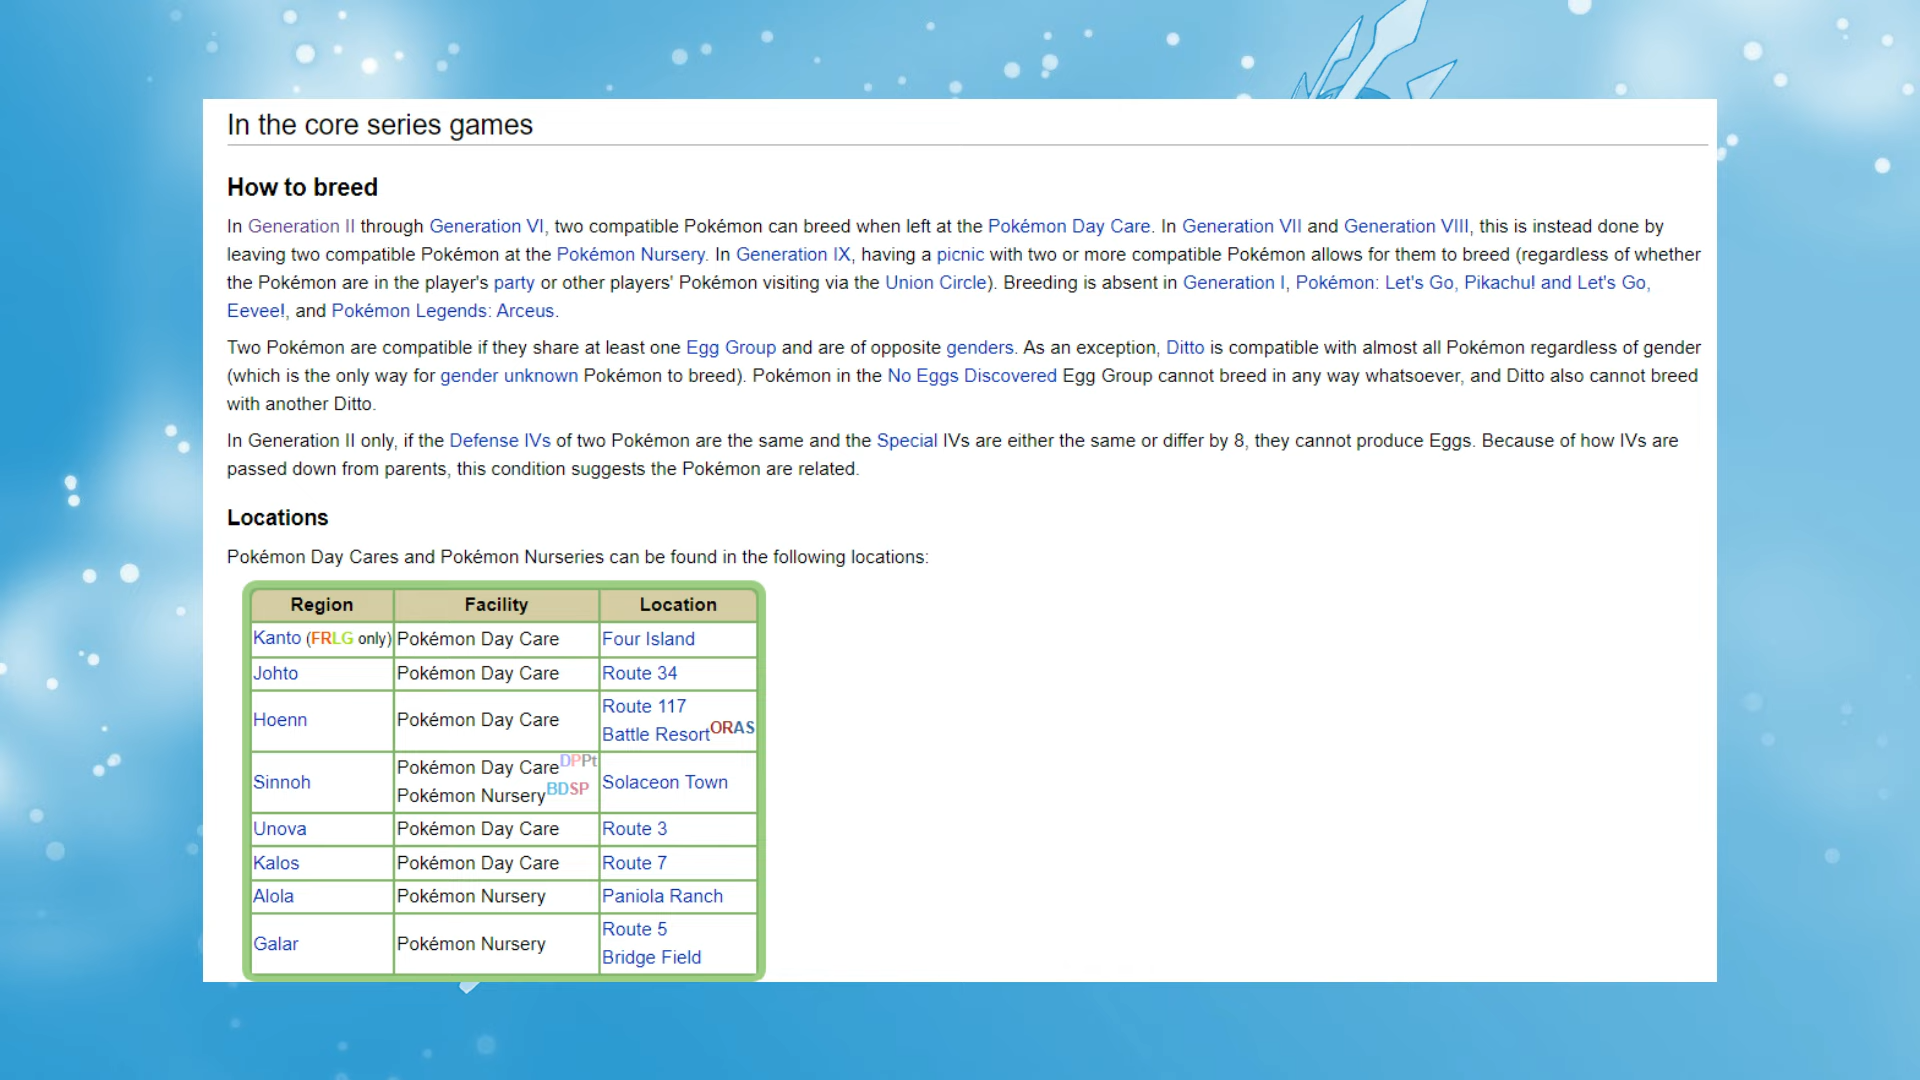 In the core series games
How to breed
In Generation II through Generation VI, two compatible Pokémon can breed when left at the Pokémon Day Care. In Generation VII and Generation VIII, this is instead done by
leaving two compatible Pokémon at the Pokémon Nursery. In Generation IX, having a picnic with two or more compatible Pokémon allows for them to breed (regardless of whether
the Pokémon are in the player's party or other players' Pokémon visiting via the Union Circle). Breeding is absent in Generation I, Pokémon: Let's Go, Pikachu! and Let's Go,
Eevee!, and Pokémon Legends: Arceus.
Two Pokémon are compatible if they share at least one Egg Group and are of opposite genders. As an exception, Ditto is compatible with almost all Pokémon regardless of gender
(which is the only way for gender unknown Pokémon to breed). Pokémon in the No Eggs Discovered Egg Group cannot breed in any way whatsoever, and Ditto also cannot breed
with another Ditto.
In Generation II only, if the Defense IVs of two Pokémon are the same and the Special IVs are either the same or differ by 8, they cannot produce Eggs. Because of how IVs are
passed down from parents, this condition suggests the Pokémon are related.
Locations
Pokémon Day Cares and Pokémon Nurseries can be found in the following locations:
Region Facility Location
Kanto (FRLG only) Pokémon Day Care Four Island
Johto Pokémon Day Care Route 34
Hoenn Pokémon Day Care Route 117
Battle Resort ORAS
Sinnoh Pokémon Day Care DPPt
Pokémon Nursery BDSP Solaceon Town
Unova Pokémon Day Care Route 3
Kalos Pokémon Day Care Route 7
Alola Pokémon Nursery Paniola Ranch
Galar Pokémon Nursery Route 5
Bridge Field